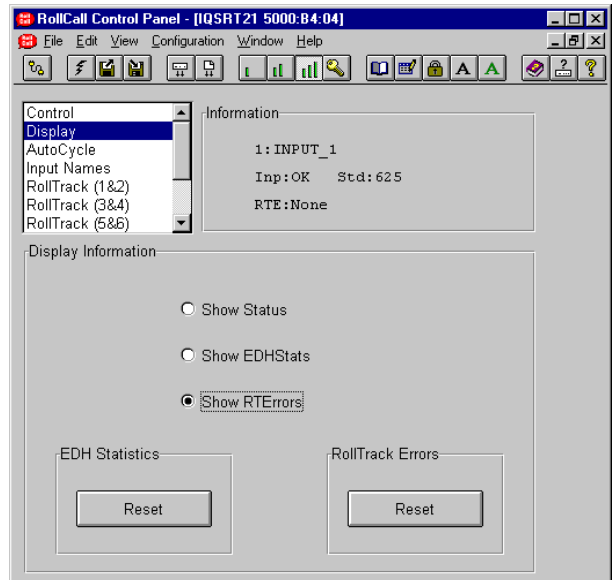 RollCall Control Panel - [IQSRT21 5000:B4:04]
File Edit View Configuration Window Help
A A
Control
Display
AutoCycle
Input Names
RollTrack (1&2)
RollTrack (3&4)
RollTrack (5&6)
Information
1:INPUT_1
Inp:OK Std:625
RTE:None
Display Information
Show Status
Show EDHStats
Show RTErrors
EDH Statistics
Reset
RollTrack Errors
Reset